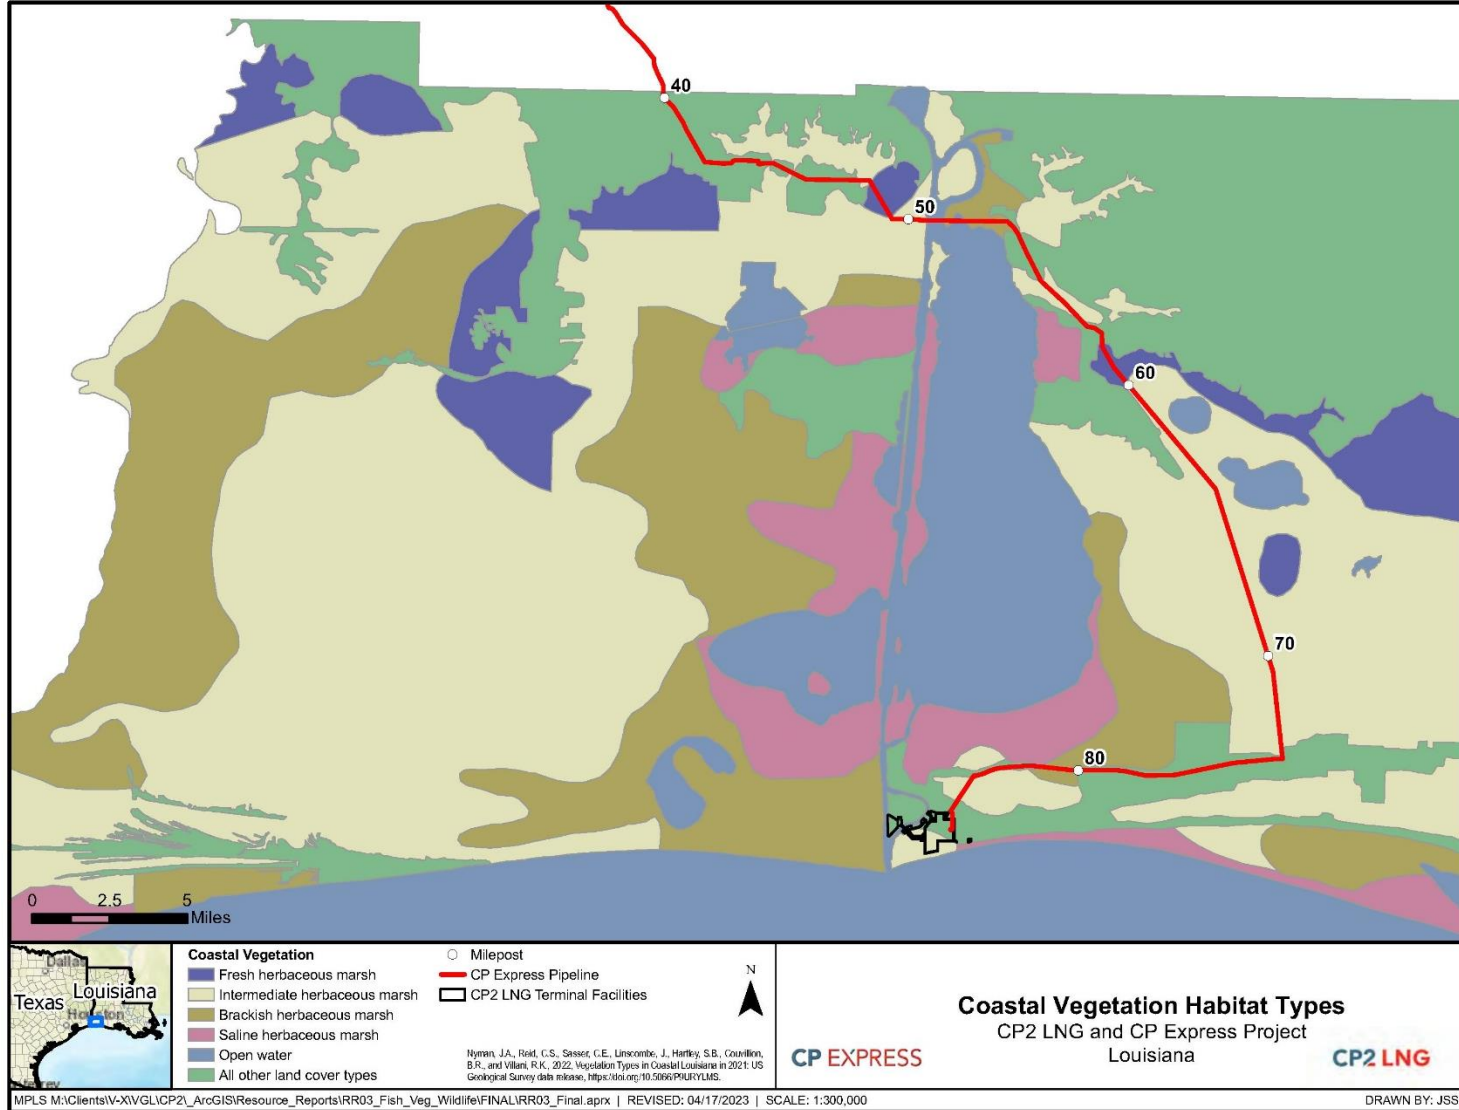 40
50
60
70
80
0 2.5 5
Miles
Dallas
Texas Louisiana
Houston
Coastal Vegetation
Fresh herbaceous marsh
Intermediate herbaceous marsh
Brackish herbaceous marsh
Saline herbaceous marsh
Open water
All other land cover types
Milepost
CP Express Pipeline
CP2 LNG Terminal Facilities
N
Nyman, J.A., Reid, C.S., Sasser, C.E., Linscombe, J., Hartley, S.B., Couvillion,
B.R., and Villani, R.K., 2022, Vegetation Types in Coastal Louisiana in 2021: US
Geological Survey data release, https://doi.org/10.5066/P9URYLMS.
CP EXPRESS
Coastal Vegetation Habitat Types
CP2 LNG and CP Express Project
Louisiana
CP2 LNG
MPLS M:\Clients\V-X\VGL\CP2\_ArcGIS\Resource_Reports\RR03_Fish_Veg_Wildlife\FINAL\RR03_Final.aprx | REVISED: 04/17/2023 | SCALE: 1:300,000
DRAWN BY: JSS